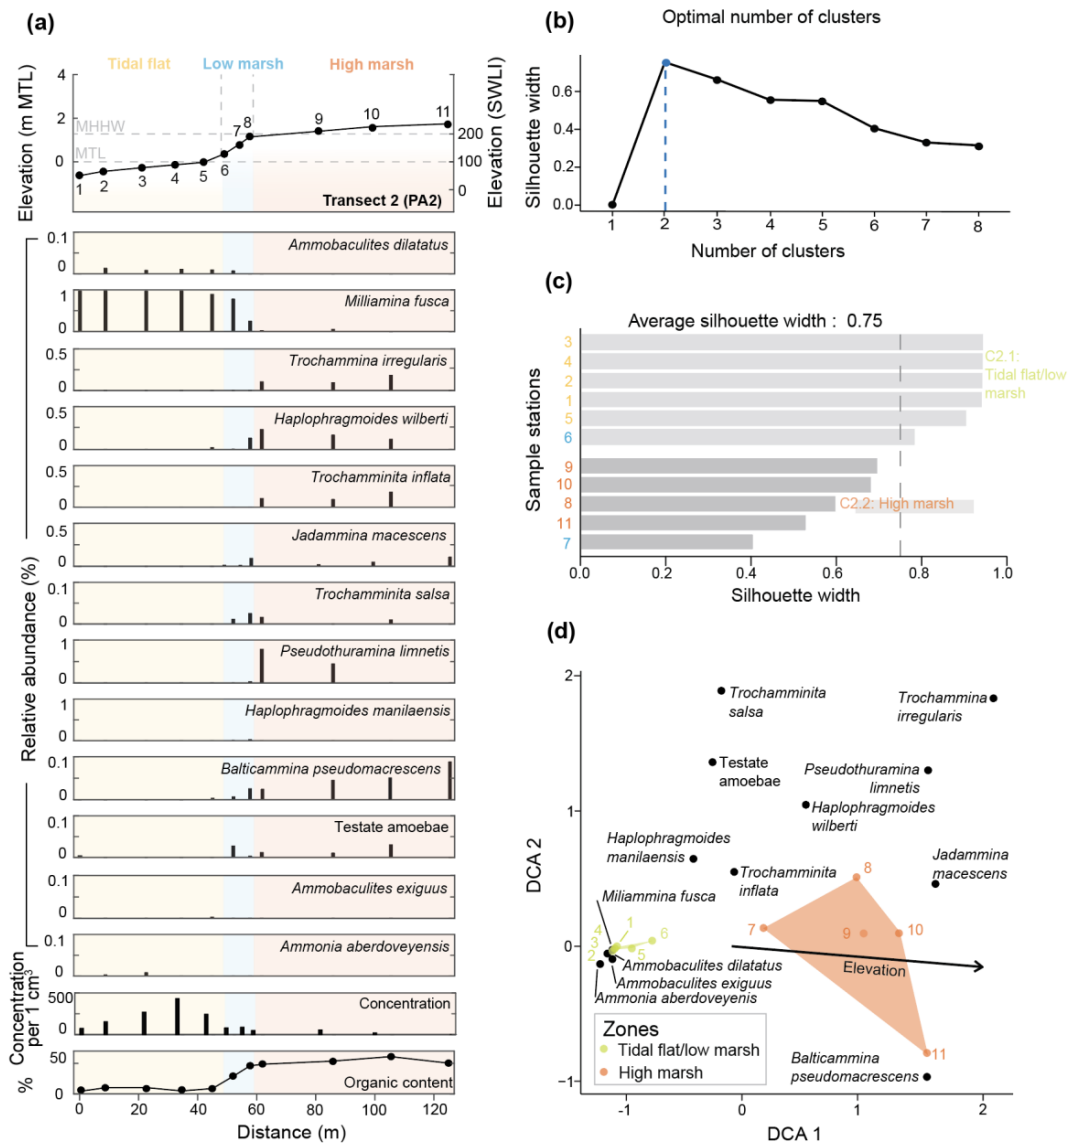 (a)
Tidal flat
Low marsh
High marsh
Elevation (m MTL)
4
2
0
MHHW
MTL
1
2
3
4
5
6
7
8
9
10
11
200
100
0
Elevation (SWLI)
Transect 2 (PA2)
Relative abundance (%)
0.1
0
Ammobaculites dilatatus
1
0
Milliamina fusca
0.5
0
Trochammina irregularis
0.5
0
Haplophragmoides wilberti
0.5
0
Trochamminita inflata
0.5
0
Jadammina macescens
0.1
0
Trochamminita salsa
1
0
Pseudothuramina limnetis
0.1
0
Haplophragmoides manilaensis
0.1
0
Balticammina pseudomacrescens
0.1
0
Testate amoebae
0.1
0
Ammobaculites exiguus
0.1
0
Ammonia aberdoveyensis
Concentration
per 1 cm³
500
0
Concentration
%
50
0
Organic content
0
20
40
60
80
100
120
Distance (m)
(b)
Optimal number of clusters
Silhouette width
0.6
0.4
0.2
0.0
1
2
3
4
5
6
7
8
Number of clusters
(c)
Average silhouette width : 0.75
Sample stations
3
4
2
1
5
6
9
10
8
11
7
C2.1:
Tidal flat/low
marsh
C2.2: High marsh
0.0
0.2
0.4
0.6
0.8
1.0
Silhouette width
(d)
DCA 2
2
1
0
-1
Trochamminita
salsa
Trochammina
irregularis
Testate
amoebae
Pseudothuramina
limnetis
Haplophragmoides
wilberti
Haplophragmoides
manilaensis
Trochamminita
inflata
Jadammina
macescens
Miliammina fusca
8
7
9
10
11
4
3
2
1
5
6
Elevation
Ammobaculites dilatatus
Ammobaculites exiguus
Ammonia aberdoveyenis
Zones
Tidal flat/low marsh
High marsh
Balticammina
pseudomacrescens
-1
0
1
2
DCA 1